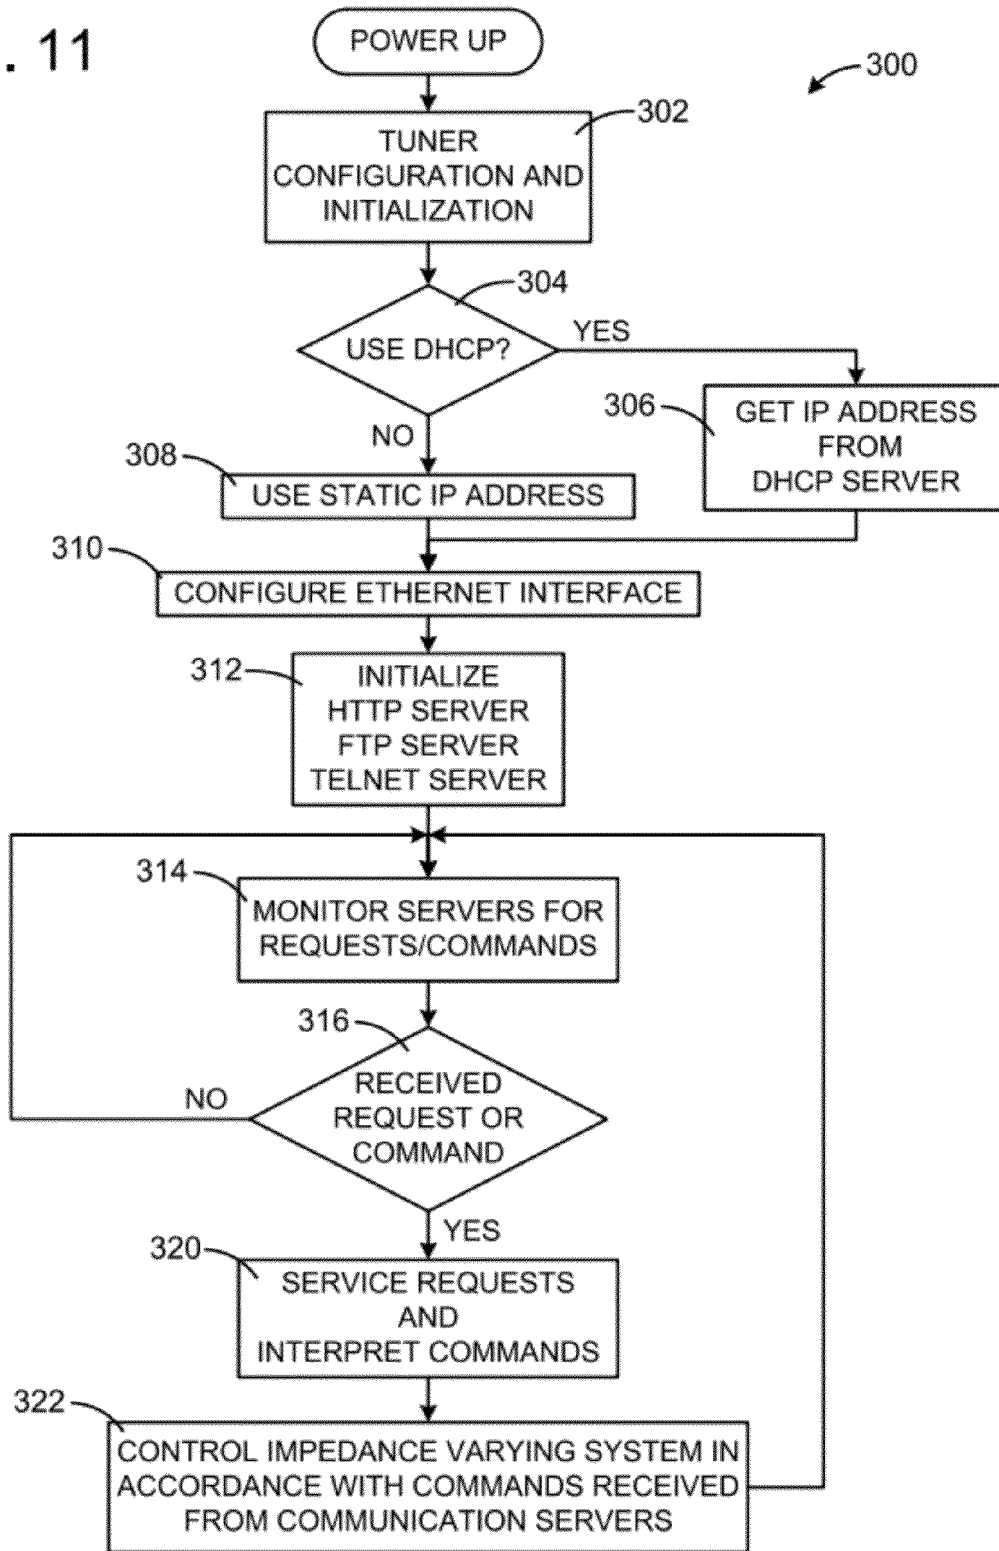 . 11
POWER UP
300
302
TUNER
CONFIGURATION AND
INITIALIZATION
304
USE DHCP?
YES
NO
306
GET IP ADDRESS
FROM
DHCP SERVER
308
USE STATIC IP ADDRESS
310
CONFIGURE ETHERNET INTERFACE
312
INITIALIZE
HTTP SERVER
FTP SERVER
TELNET SERVER
314
MONITOR SERVERS FOR
REQUESTS/COMMANDS
316
RECEIVED
REQUEST OR
COMMAND
NO
YES
320
SERVICE REQUESTS
AND
INTERPRET COMMANDS
322
CONTROL IMPEDANCE VARYING SYSTEM IN
ACCORDANCE WITH COMMANDS RECEIVED
FROM COMMUNICATION SERVERS